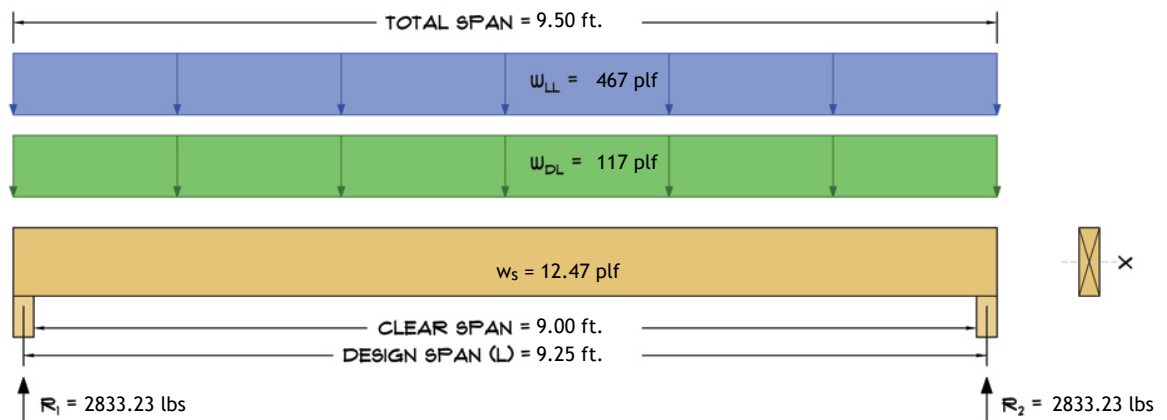 TOTAL SPAN = 9.50 ft.
WLL = 467 plf
WDL = 117 plf
ws = 12.47 plf
X
CLEAR SPAN = 9.00 ft.
DESIGN SPAN (L) = 9.25 ft.
R1 = 2833.23 lbs
R2 = 2833.23 lbs